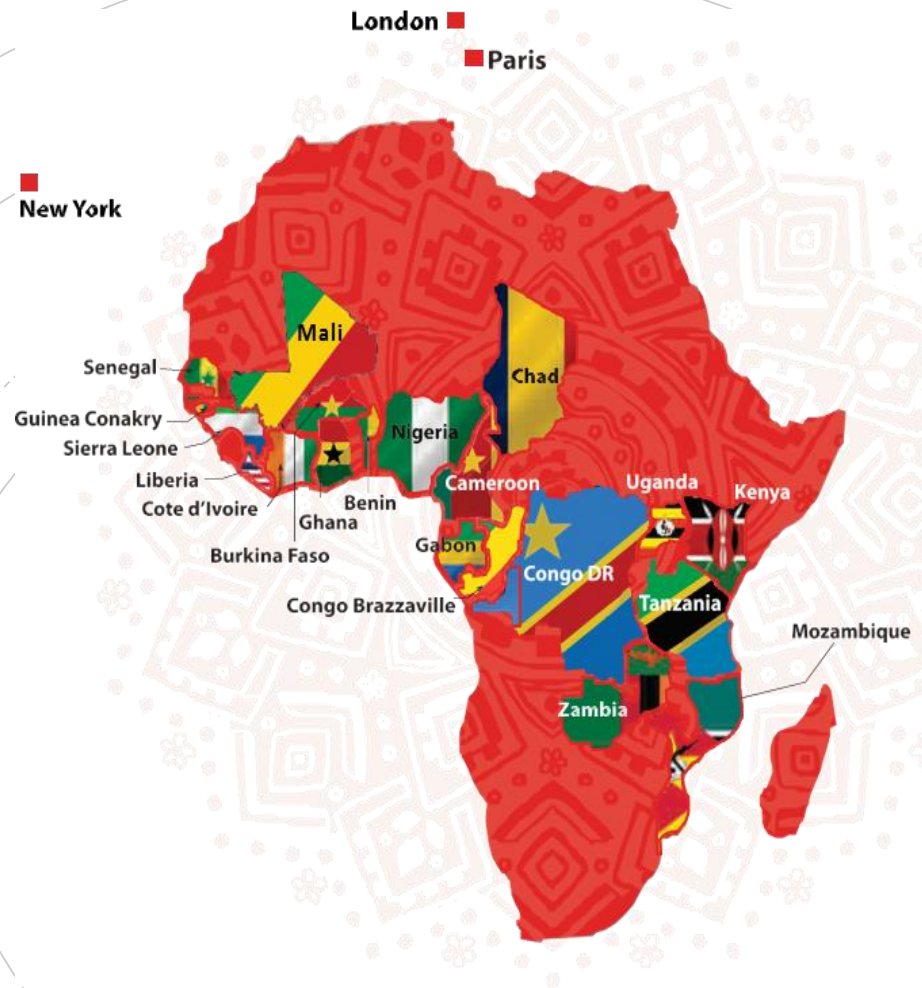 London
Paris
New York
Mali
Senegal
Chad
Guinea Conakry
Nigeria
Sierra Leone
Liberia
Cameroon
Uganda
Kenya
Cote d'Ivoire
Benin
Ghana
Burkina Faso
Gabon
Congo DR
Congo Brazzaville
Tanzania
Mozambique
Zambia